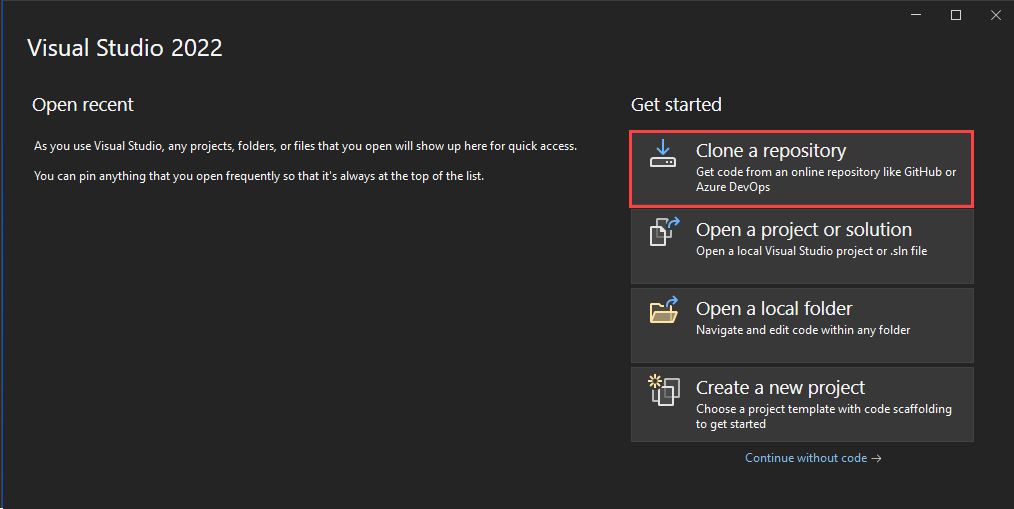 Visual Studio 2022
Open recent
As you use Visual Studio, any projects, folders, or files that you open will show up here for quick access.
You can pin anything that you open frequently so that it's always at the top of the list.
Get started
Clone a repository
Get code from an online repository like GitHub or
Azure DevOps
Open a project or solution
Open a local Visual Studio project or .sln file
Open a local folder
Navigate and edit code within any folder
Create a new project
Choose a project template with code scaffolding
to get started
Continue without code →